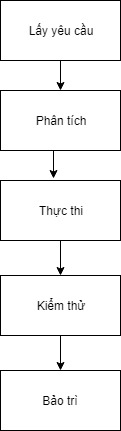 Lấy yêu cầu
Phân tích
Thực thi
Kiểm thử
Bảo trì